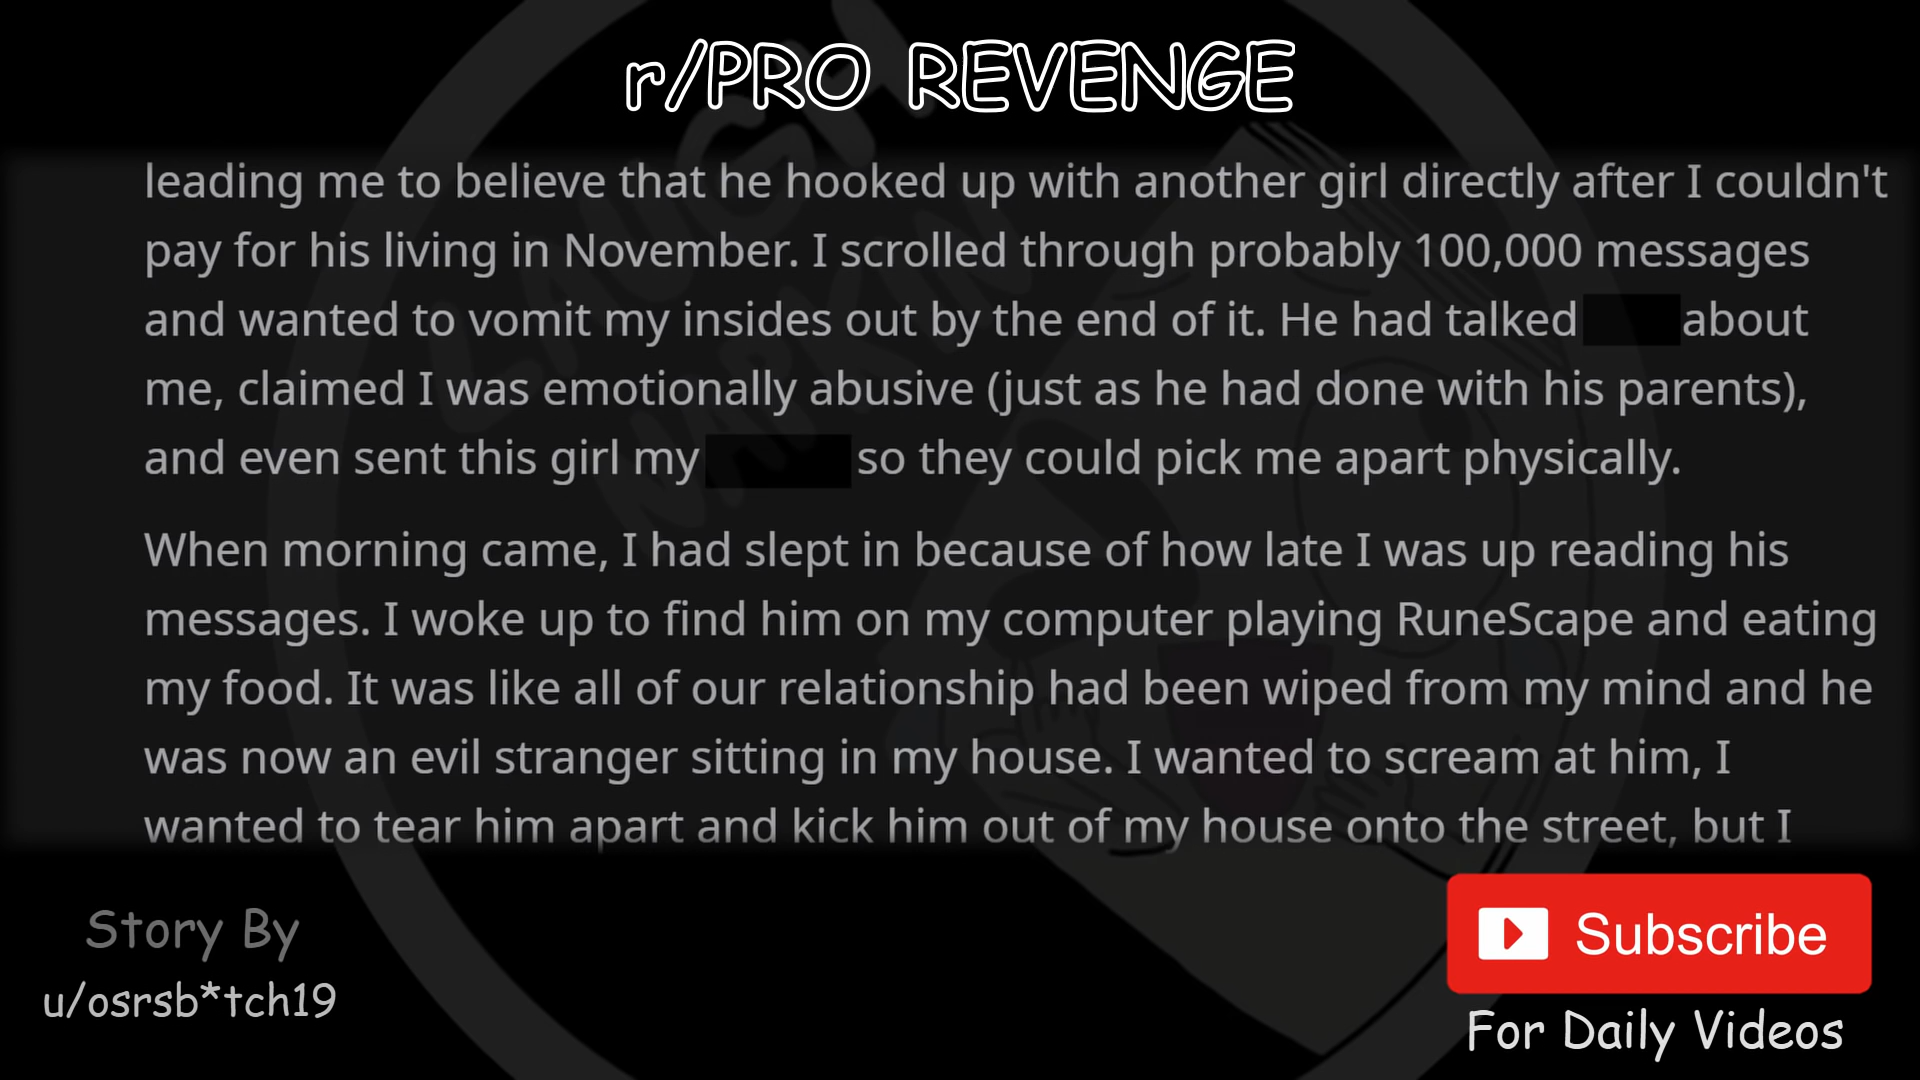 r/PRO REVENGE
leading me to believe that he hooked up with another girl directly after I couldn't
pay for his living in November. I scrolled through probably 100,000 messages
and wanted to vomit my insides out by the end of it. He had talked about
me, claimed I was emotionally abusive (just as he had done with his parents),
and even sent this girl my so they could pick me apart physically.
When morning came, I had slept in because of how late I was up reading his
messages. I woke up to find him on my computer playing RuneScape and eating
my food. It was like all of our relationship had been wiped from my mind and he
was now an evil stranger sitting in my house. I wanted to scream at him, I
wanted to tear him apart and kick him out of my house onto the street, but I
Story By
u/osrsb*tch19
Subscribe
For Daily Videos
LAUGH
NAPKIN